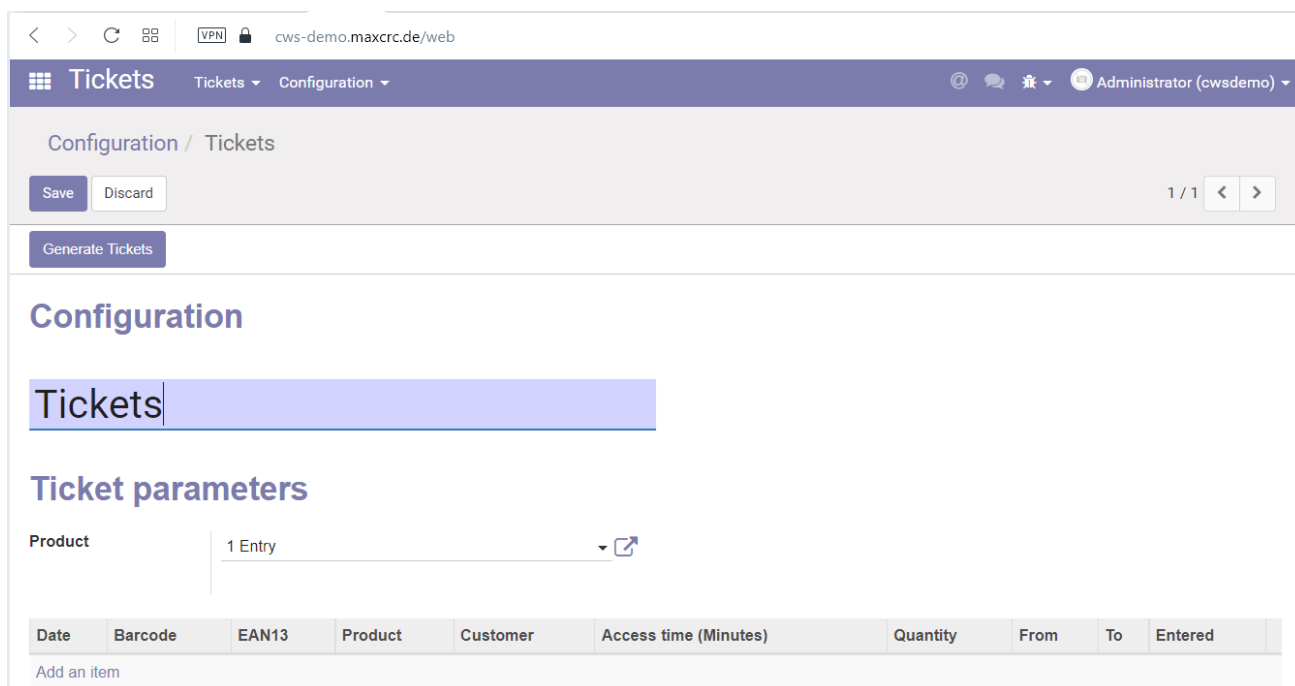 VPN cws-demo.maxcrc.de/web
Tickets Tickets Configuration @ Administrator (cwsdemo)
Configuration / Tickets
Save Discard 1 / 1
Generate Tickets
Configuration
Tickets
Ticket parameters
Product 1 Entry
Date Barcode EAN13 Product Customer Access time (Minutes) Quantity From To Entered
Add an item